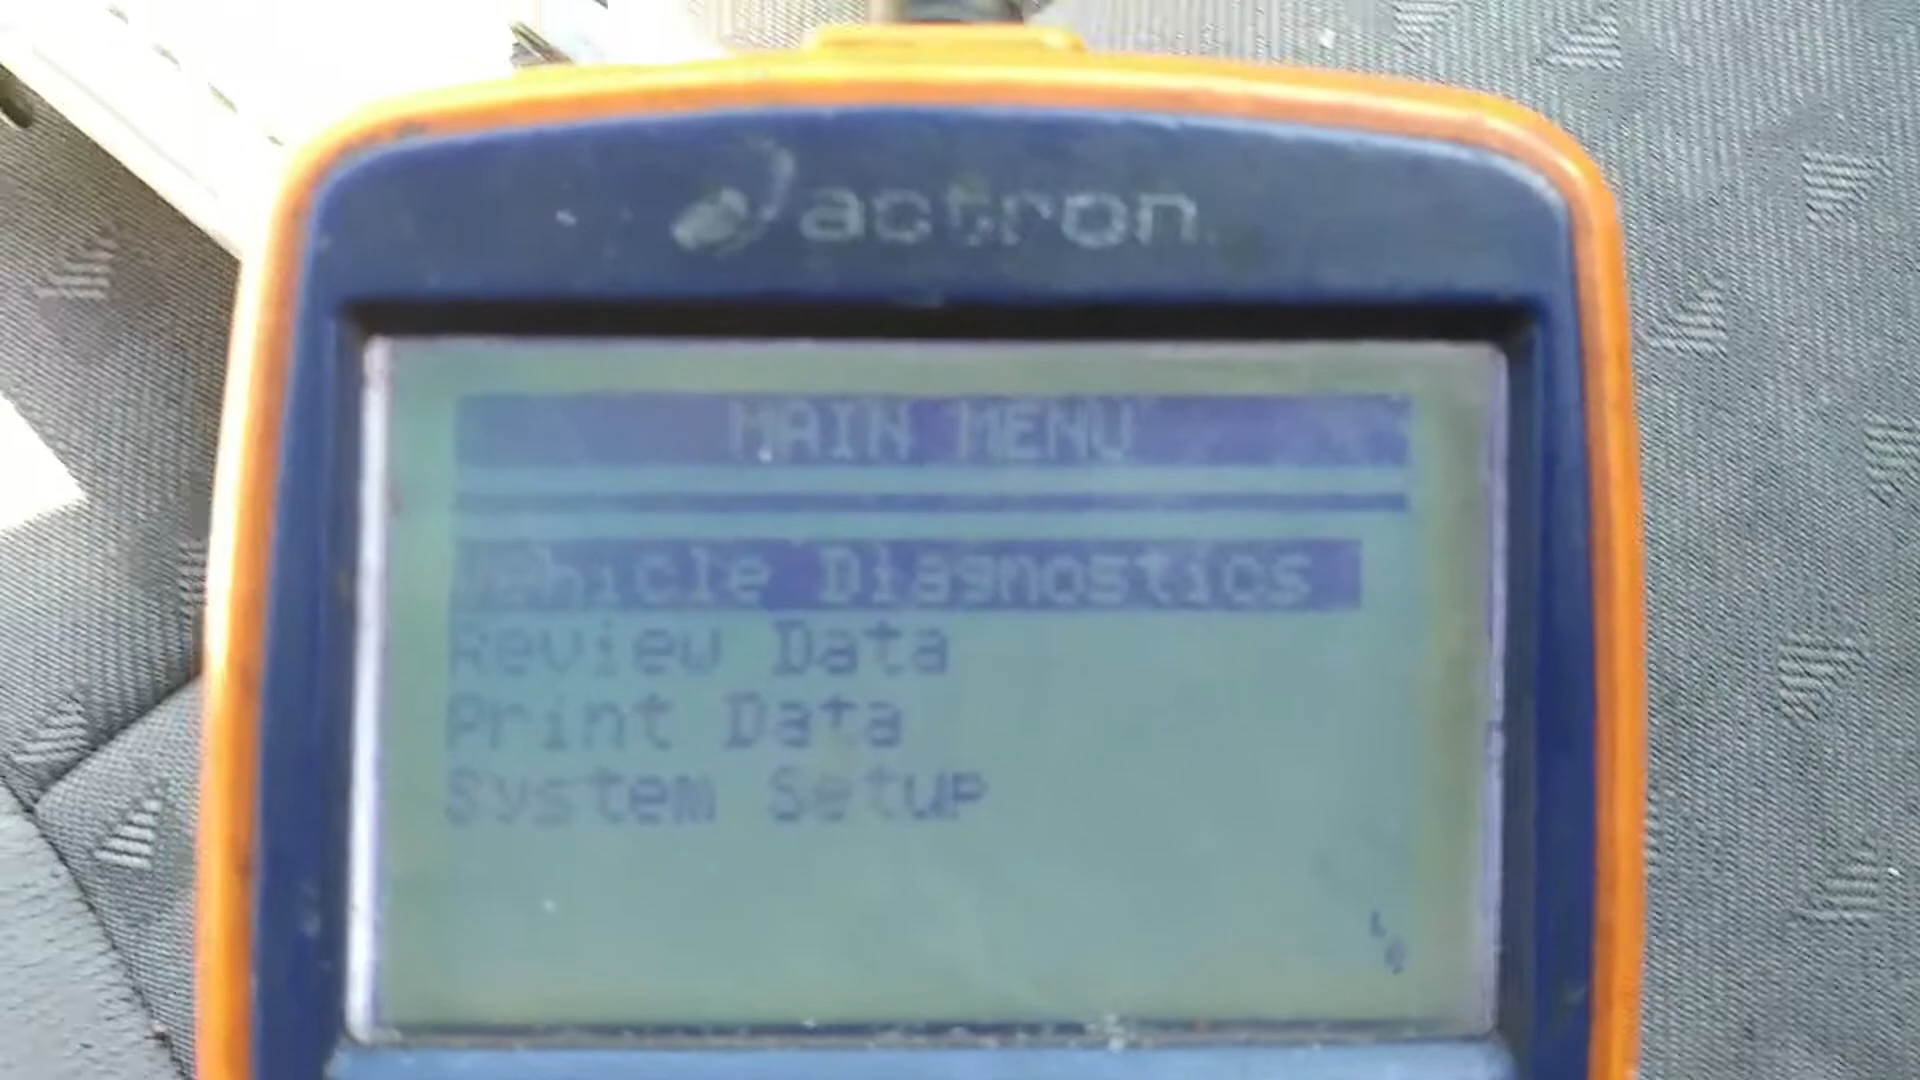 actron
MAIN MENU
Vehicle Diagnostics
Review Data
Print Data
System Setup